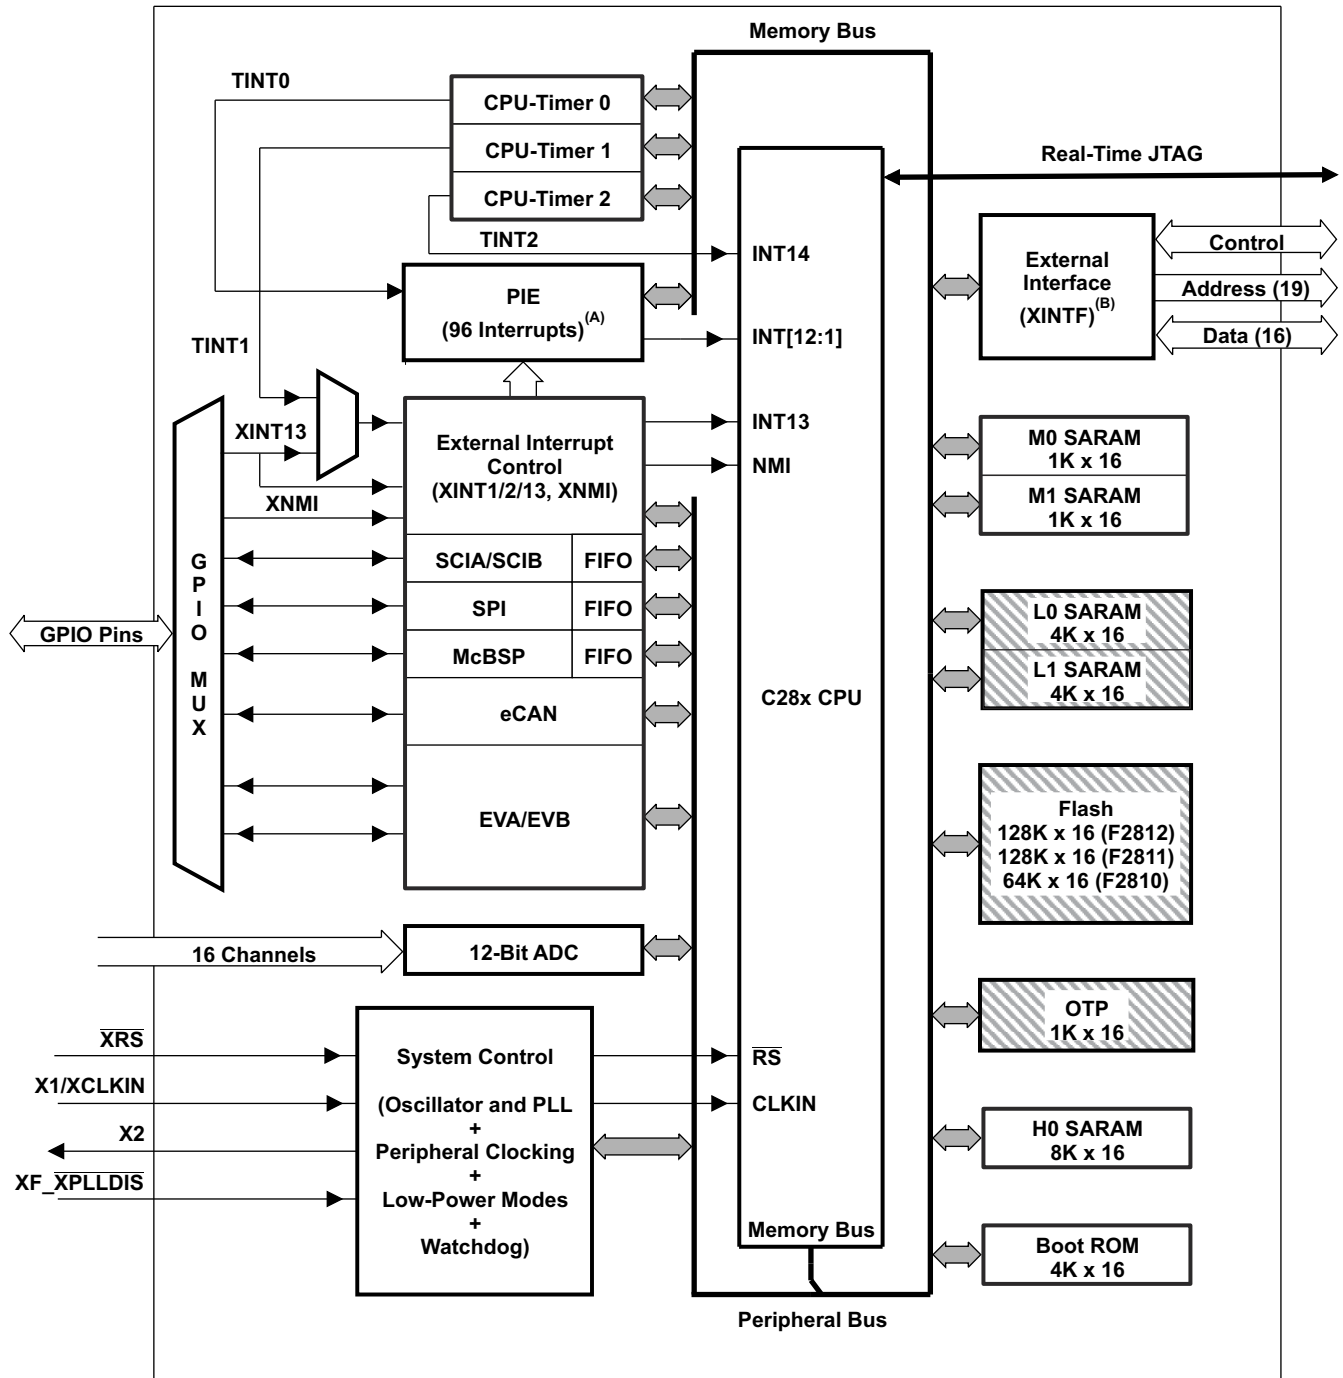 Memory Bus
TINT0
CPU-Timer 0
CPU-Timer 1
CPU-Timer 2
Real-Time JTAG
TINT2
INT14
External
Interface
(XINTF)(B)
Control
Address (19)
Data (16)
PIE
(96 Interrupts)(A)
INT[12:1]
TINT1
XINT13
XNMI
External Interrupt
Control
(XINT1/2/13, XNMI)
INT13
NMI
M0 SARAM
1K x 16
M1 SARAM
1K x 16
GPIO Pins
GPIO MUX
SCIA/SCIB
FIFO
SPI
FIFO
McBSP
FIFO
eCAN
EVA/EVB
C28x CPU
L0 SARAM
4K x 16
L1 SARAM
4K x 16
Flash
128K x 16 (F2812)
128K x 16 (F2811)
64K x 16 (F2810)
16 Channels
12-Bit ADC
OTP
1K x 16
XRS
X1/XCLKIN
X2
XF_XPLLDIS
System Control
(Oscillator and PLL
+
Peripheral Clocking
+
Low-Power Modes
+
Watchdog)
RS
CLKIN
H0 SARAM
8K x 16
Memory Bus
Boot ROM
4K x 16
Peripheral Bus